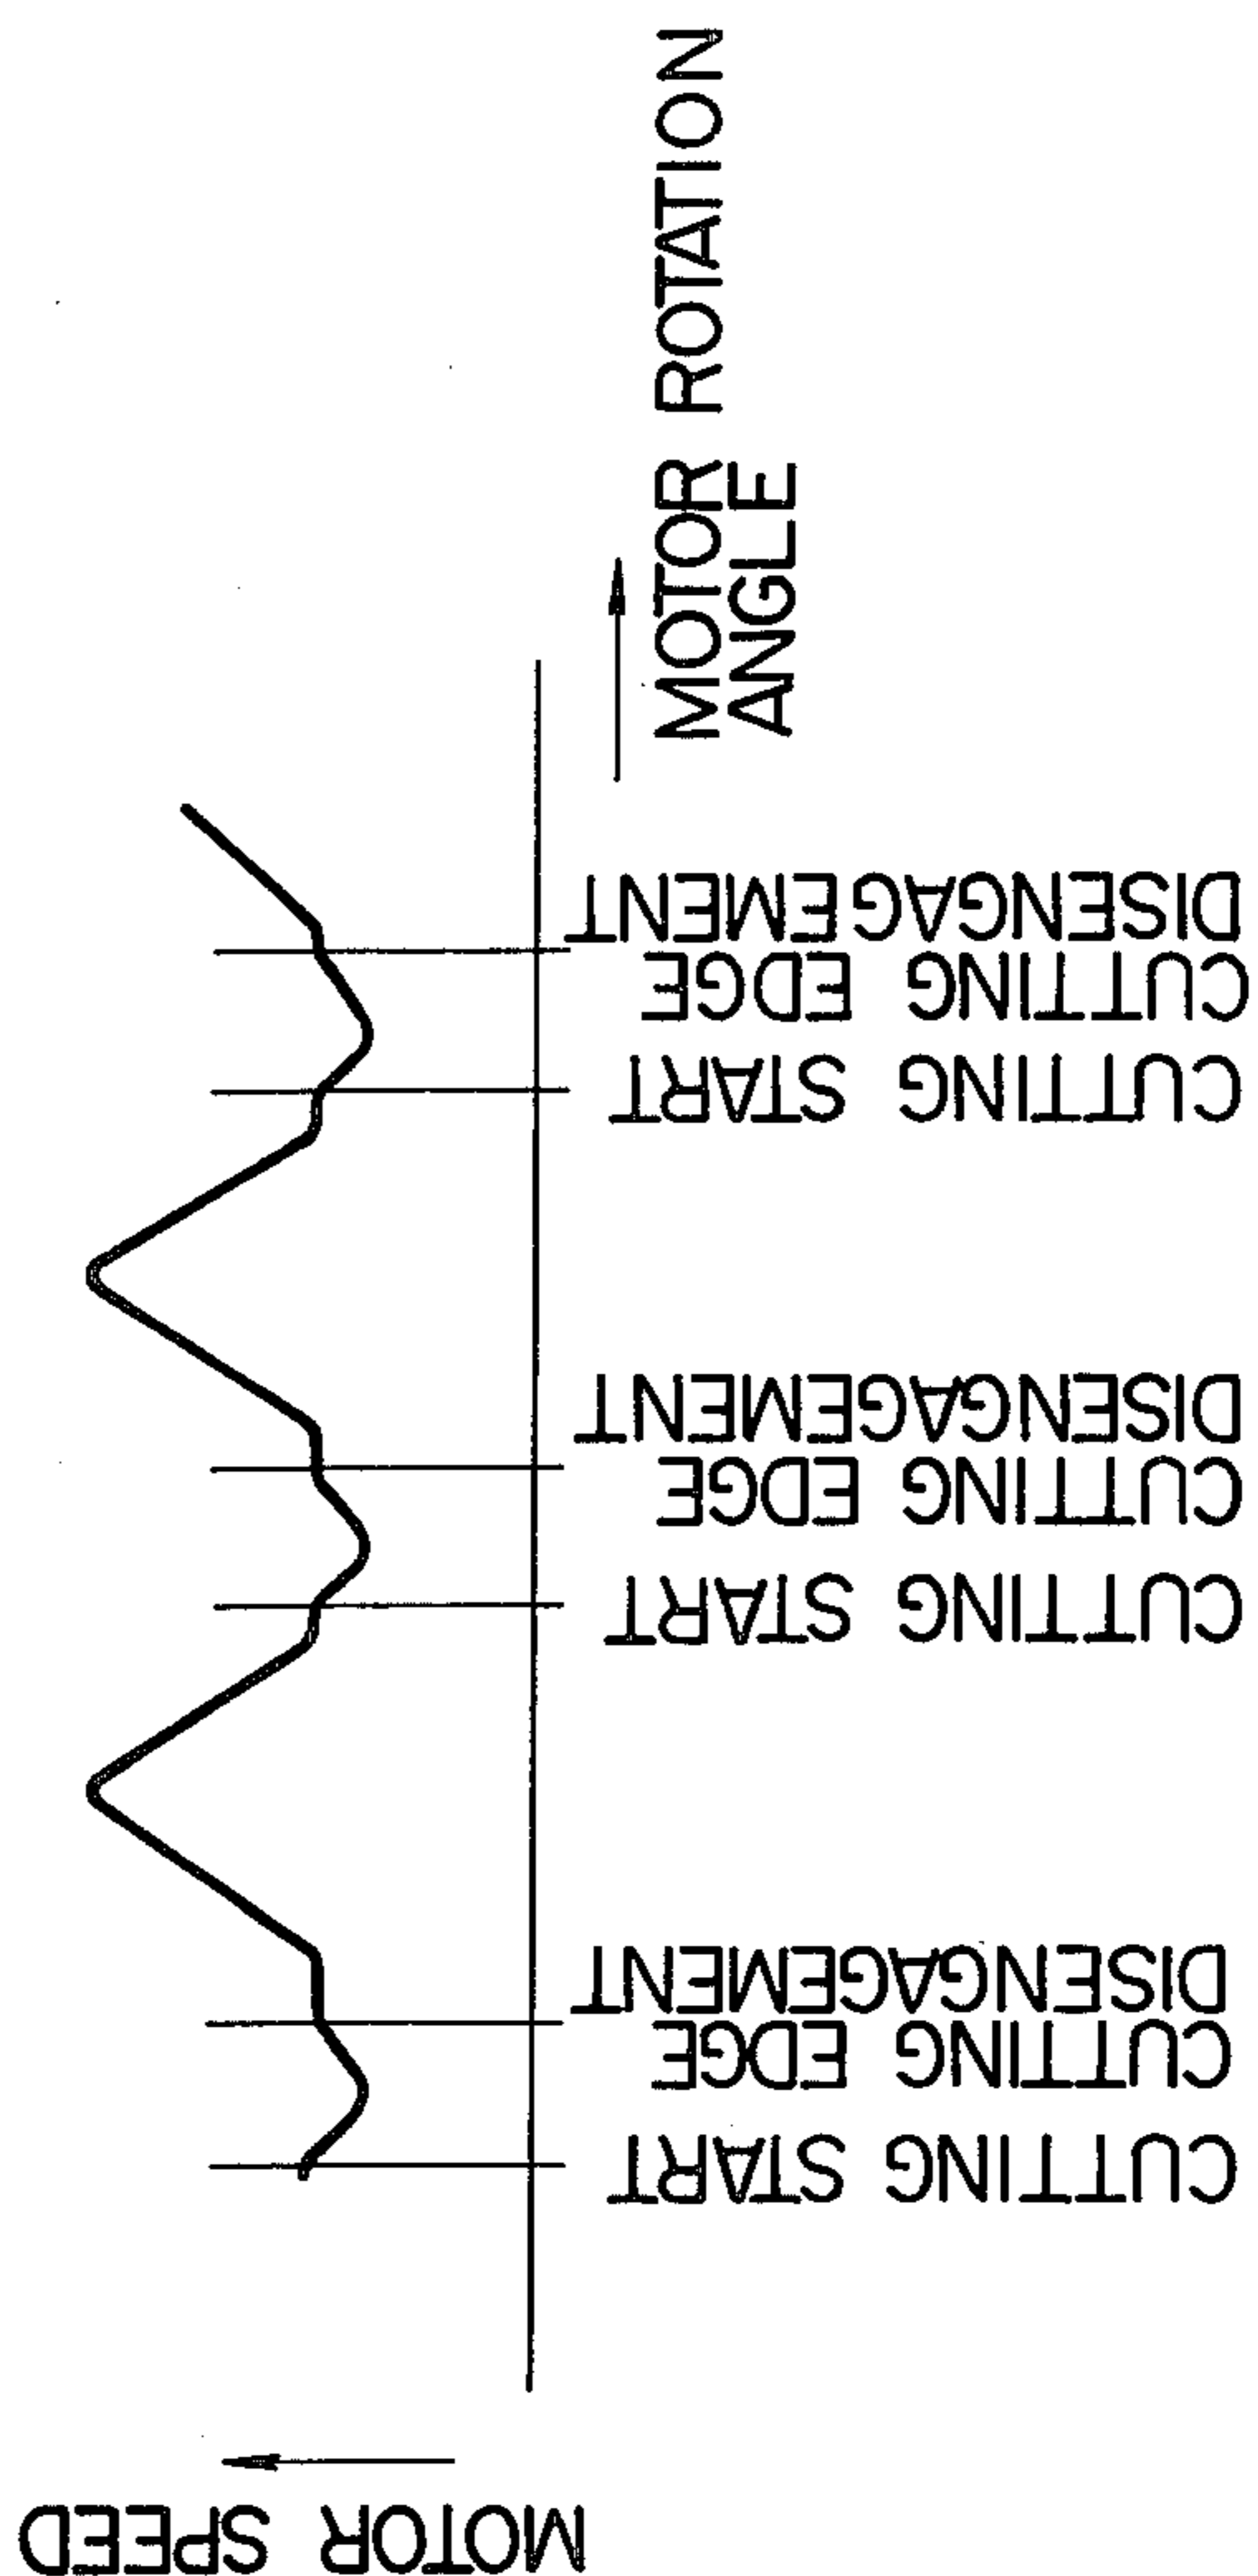 MOTOR SPEED
CUTTING START
CUTTING EDGE
DISENGAGEMENT
CUTTING START
CUTTING EDGE
DISENGAGEMENT
CUTTING START
CUTTING EDGE
DISENGAGEMENT
MOTOR ROTATION
ANGLE